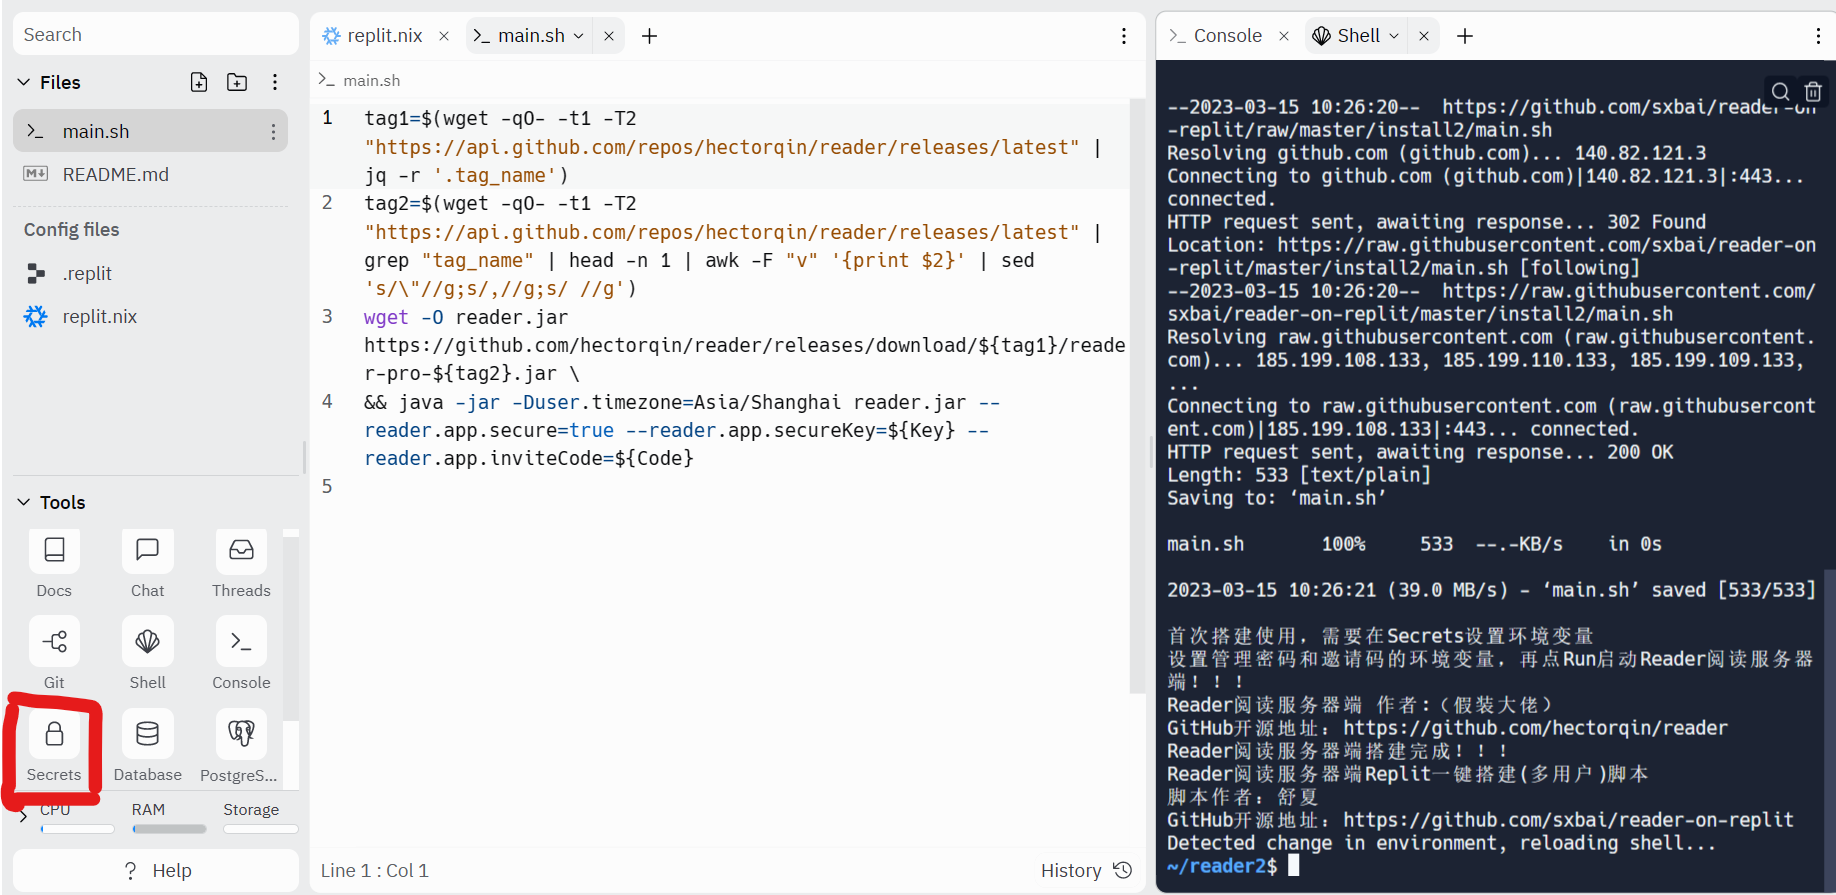 Search
Files
main.sh
README.md
Config files
.replit
replit.nix
Tools
Docs
Chat
Threads
Git
Shell
Console
Secrets
Database
PostgreS...
CPU
RAM
Storage
? Help
replit.nix
main.sh
main.sh
1 tag1=$(wget -qO- -t1 -T2
"https://api.github.com/repos/hectorqin/reader/releases/latest" |
jq -r '.tag_name')
2 tag2=$(wget -qO- -t1 -T2
"https://api.github.com/repos/hectorqin/reader/releases/latest" |
grep "tag_name" | head -n 1 | awk -F "v" '{print $2}' | sed
's/\"//g;s/,//g;s/ //g')
3 wget -O reader.jar
https://github.com/hectorqin/reader/releases/download/${tag1}/reade
r-pro-${tag2}.jar \
4 && java -jar -Duser.timezone=Asia/Shanghai reader.jar --
reader.app.secure=true --reader.app.secureKey=${Key} --
reader.app.inviteCode=${Code}
5
Line 1 : Col 1
History
Console
Shell
--2023-03-15 10:26:20--  https://github.com/sxbai/reader-on
-replit/raw/master/install2/main.sh
Resolving github.com (github.com)... 140.82.121.3
Connecting to github.com (github.com)|140.82.121.3|:443...
connected.
HTTP request sent, awaiting response... 302 Found
Location: https://raw.githubusercontent.com/sxbai/reader-on
-replit/master/install2/main.sh [following]
--2023-03-15 10:26:20--  https://raw.githubusercontent.com/
sxbai/reader-on-replit/master/install2/main.sh
Resolving raw.githubusercontent.com (raw.githubusercontent.
com)... 185.199.108.133, 185.199.110.133, 185.199.109.133,
...
Connecting to raw.githubusercontent.com (raw.githubusercont
ent.com)|185.199.108.133|:443... connected.
HTTP request sent, awaiting response... 200 OK
Length: 533 [text/plain]
Saving to: ‘main.sh’
main.sh 100% 533 --.-KB/s in 0s
2023-03-15 10:26:21 (39.0 MB/s) - ‘main.sh’ saved [533/533]
首次搭建使用，需要在Secrets设置环境变量
设置管理密码和邀请码的环境变量，再点Run启动Reader阅读服务器
端！！！
Reader阅读服务器端 作者:（假装大佬）
GitHub开源地址：https://github.com/hectorqin/reader
Reader阅读服务器端搭建完成！！！
Reader阅读服务器端Replit一键搭建(多用户)脚本
脚本作者：舒夏
GitHub开源地址：https://github.com/sxbai/reader-on-replit
Detected change in environment, reloading shell...
~/reader2$